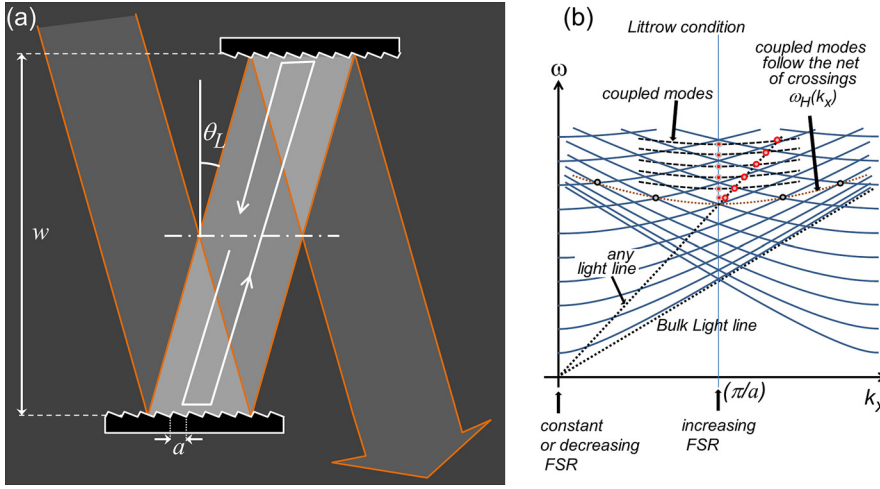 (a)
θL
w
a
(b)
Littrow condition
ω
coupled modes
follow the net
of crossings
ωH(kx)
coupled modes
any
light line
Bulk Light line
(π/a)
kx
constant
or decreasing
FSR
increasing
FSR